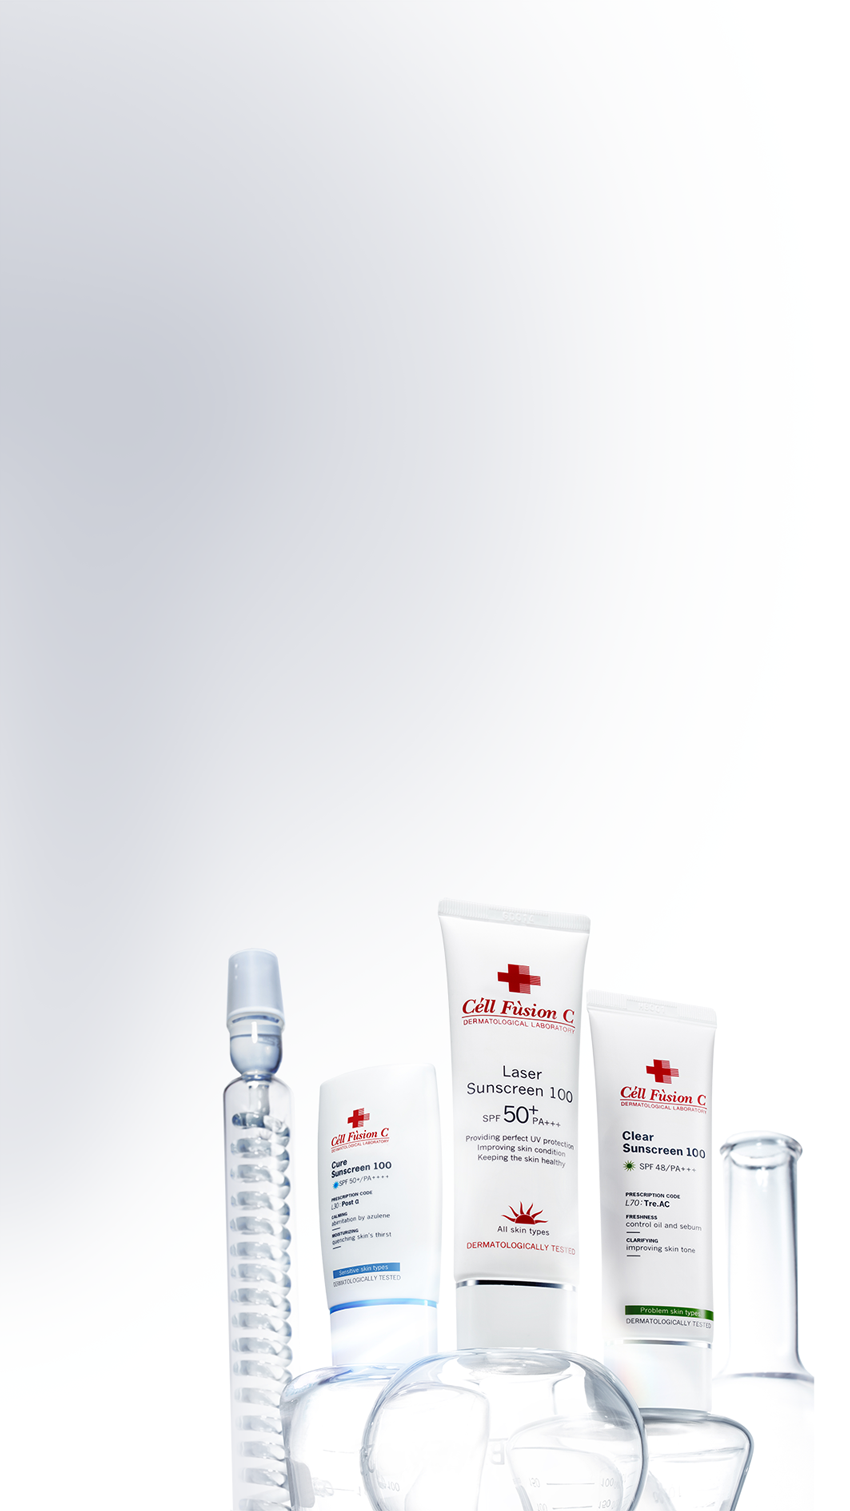 Céll Fùsion C
DERMATOLOGICAL LABORATORY
Cure
Sunscreen 100
SPF 50+/PA++++
PRESCRIPTION CODE
L30: Post α
CALMING
aberration by azulene
MOISTURIZING
quenching skin's thirst
Sensitive skin types
DERMATOLOGICALLY TESTED
Céll Fùsion C
DERMATOLOGICAL LABORATORY
Laser
Sunscreen 100
SPF 50+ PA+++
Providing perfect UV protection
Improving skin condition
Keeping the skin healthy
All skin types
DERMATOLOGICALLY TESTED
Céll Fùsion C
DERMATOLOGICAL LABORATORY
Clear
Sunscreen 100
SPF 48/PA+++
PRESCRIPTION CODE
L70: Tre.AC
FRESHNESS
control oil and sebum
CLARIFYING
improving skin tone
Problem skin types
DERMATOLOGICALLY TESTED